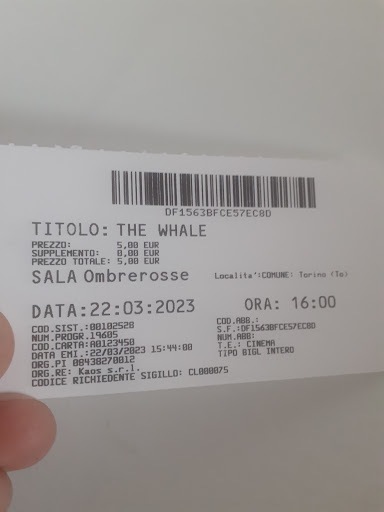 DF1563BFCE57EC8D
TITOLO: THE WHALE
PREZZO: 5,00 EUR
SUPPLEMENTO: 0,00 EUR
PREZZO TOTALE: 5,00 EUR
SALA Ombrerosse
Localita':COMUNE: Torino (To)
DATA:22:03:2023 ORA: 16:00
COD.SIST.:00102528
NUM.PROGR.19605
COD.CARTA:A0123450
DATA EMI.:22/03/2023 15:44:00
ORG.PI 08438270012
ORG.RE: Kaos s.r.l.
CODICE RICHIEDENTE SIGILLO: CL000075
COD.ABB.:
S.F.:DF1563BFCE57EC8D
NUM.ABB:
T.E.: CINEMA
TIPO BIGL INTERO